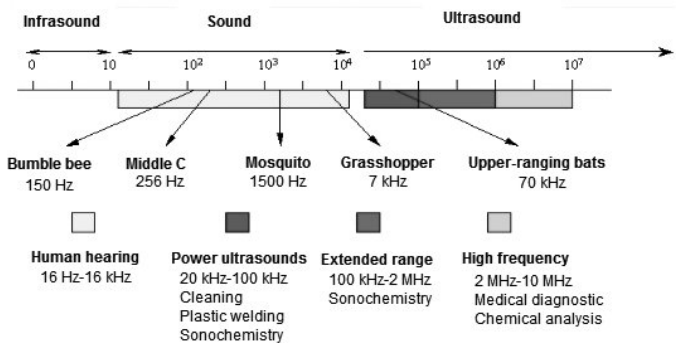 Infrasound Sound Ultrasound
0 10 10² 10³ 10⁴ 10⁵ 10⁶ 10⁷
Bumble bee Middle C Mosquito Grasshopper Upper-ranging bats
150 Hz 256 Hz 1500 Hz 7 kHz 70 kHz
Human hearing Power ultrasounds Extended range High frequency
16 Hz-16 kHz 20 kHz-100 kHz 100 kHz-2 MHz 2 MHz-10 MHz
Cleaning Sonochemistry Medical diagnostic
Plastic welding Chemical analysis
Sonochemistry